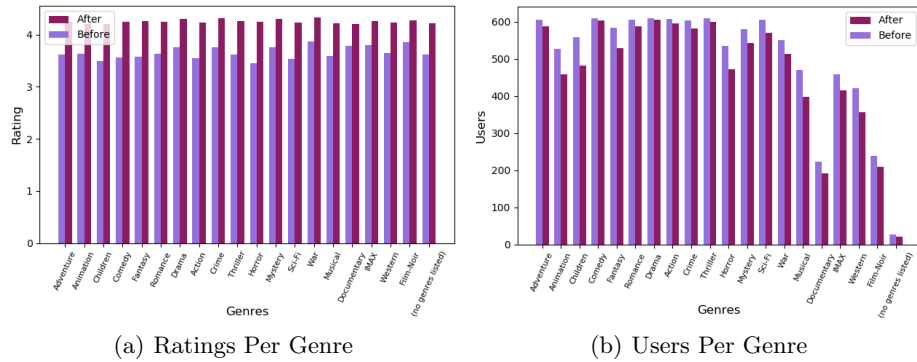 After
Before
4
3
2
1
0
Rating
Adventure
Animation
Children
Comedy
Fantasy
Romance
Drama
Action
Crime
Thriller
Horror
Mystery
Sci-Fi
War
Musical
Documentary
IMAX
Western
Film-Noir
(no genres listed)
Genres
(a) Ratings Per Genre
After
Before
600
500
400
300
200
100
0
Users
Adventure
Animation
Children
Comedy
Fantasy
Romance
Drama
Action
Crime
Thriller
Horror
Mystery
Sci-Fi
War
Musical
Documentary
IMAX
Western
Film-Noir
(no genres listed)
Genres
(b) Users Per Genre